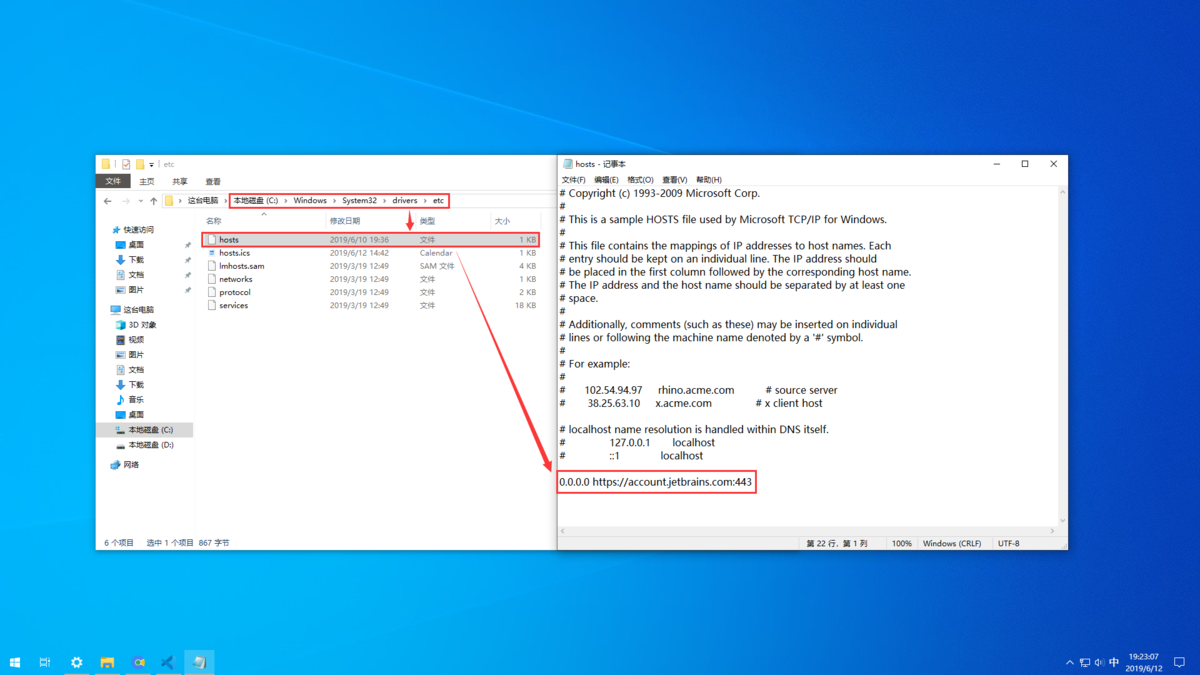 etc
文件 主页 共享 查看
这台电脑 本地磁盘 (C:) Windows System32 drivers etc
名称 修改日期 类型 大小
hosts 2019/6/10 19:36 文件 1 KB
hosts.ics 2019/6/12 14:42 Calendar 1 KB
lmhosts.sam 2019/3/19 12:49 SAM 文件 4 KB
networks 2019/3/19 12:49 文件 1 KB
protocol 2019/3/19 12:49 文件 2 KB
services 2019/3/19 12:49 文件 18 KB
快速访问
桌面
下载
文档
图片
这台电脑
3D 对象
视频
图片
文档
下载
音乐
桌面
本地磁盘 (C:)
本地磁盘 (D:)
网络
6 个项目 选中 1 个项目 867 字节
hosts - 记事本
文件(F) 编辑(E) 格式(O) 查看(V) 帮助(H)
# Copyright (c) 1993-2009 Microsoft Corp.
#
# This is a sample HOSTS file used by Microsoft TCP/IP for Windows.
#
# This file contains the mappings of IP addresses to host names. Each
# entry should be kept on an individual line. The IP address should
# be placed in the first column followed by the corresponding host name.
# The IP address and the host name should be separated by at least one
# space.
#
# Additionally, comments (such as these) may be inserted on individual
# lines or following the machine name denoted by a '#' symbol.
#
# For example:
#
# 102.54.94.97 rhino.acme.com # source server
# 38.25.63.10 x.acme.com # x client host
# localhost name resolution is handled within DNS itself.
# 127.0.0.1 localhost
# ::1 localhost
0.0.0.0 https://account.jetbrains.com:443
第 22 行，第 1 列 100% Windows (CRLF) UTF-8
中
19:23:07
2019/6/12